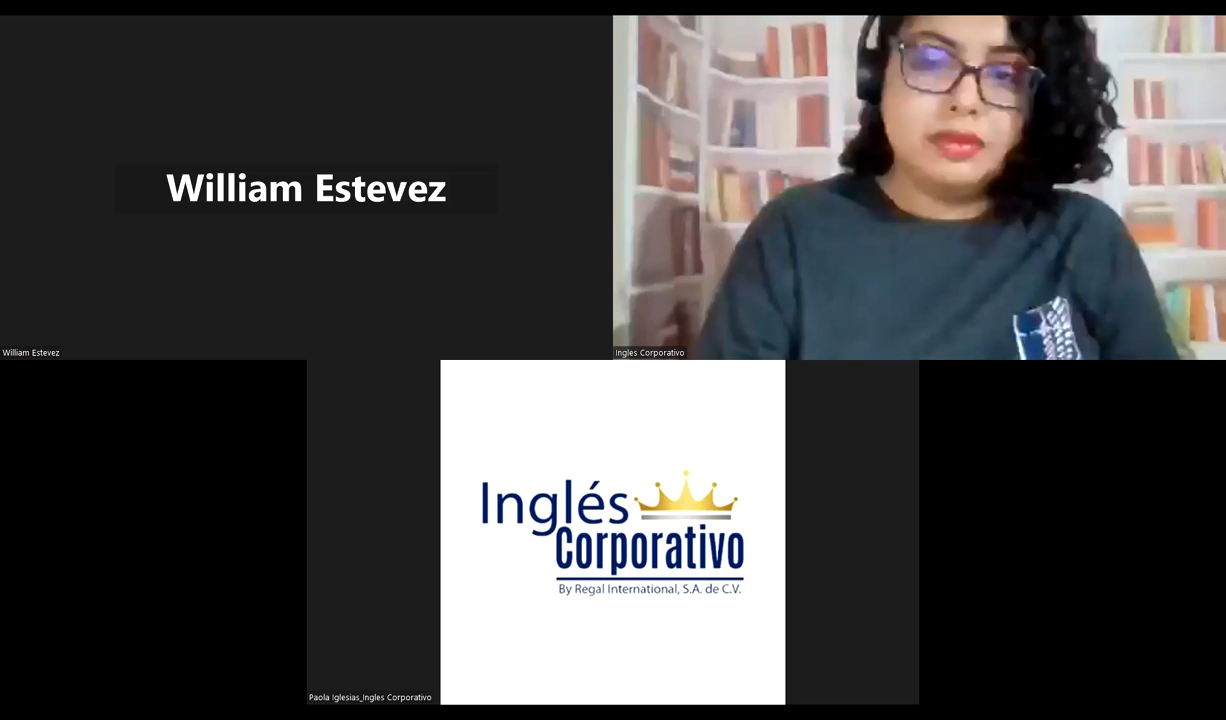 William Estevez
William Estevez
Ingles Corporativo
Inglés
Corporativo
By Regal International, S.A. de C.V.
Paola Iglesias_Ingles Corporativo